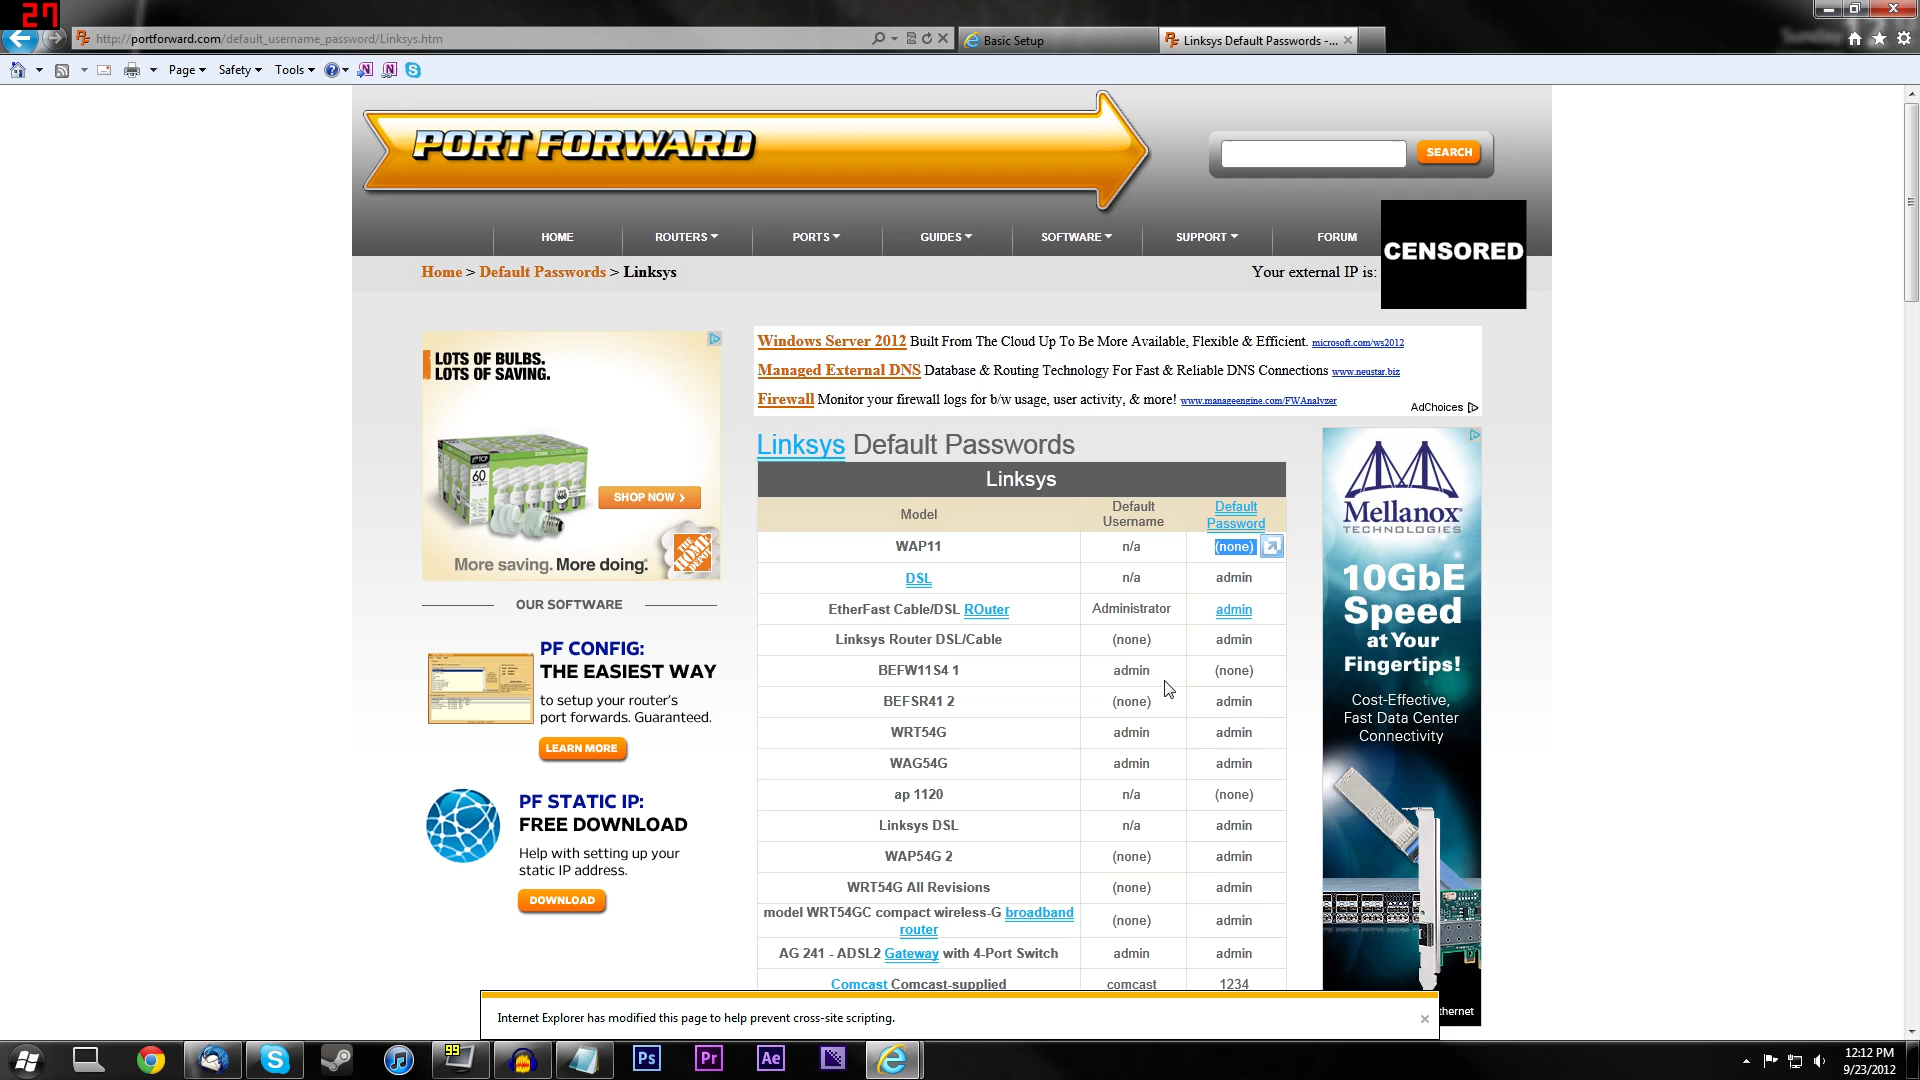 27
http://portforward.com/default_username_password/Linksys.htm
Basic Setup
Linksys Default Passwords -...
Page
Safety
Tools
PORT FORWARD
SEARCH
HOME
ROUTERS
PORTS
GUIDES
SOFTWARE
SUPPORT
FORUM
CENSORED
Home > Default Passwords > Linksys
Your external IP is:
LOTS OF BULBS.
LOTS OF SAVING.
TCP
60
SHOP NOW >
THE HOME DEPOT
More saving. More doing.
Windows Server 2012 Built From The Cloud Up To Be More Available, Flexible & Efficient. microsoft.com/ws2012
Managed External DNS Database & Routing Technology For Fast & Reliable DNS Connections www.neustar.biz
Firewall Monitor your firewall logs for b/w usage, user activity, & more! www.manageengine.com/FWAnalyzer
AdChoices
OUR SOFTWARE
PF CONFIG:
THE EASIEST WAY
to setup your router's
port forwards. Guaranteed.
LEARN MORE
PF STATIC IP:
FREE DOWNLOAD
Help with setting up your
static IP address.
DOWNLOAD
Linksys Default Passwords
Linksys
Model Default Username Default Password
WAP11 n/a (none)
DSL n/a admin
EtherFast Cable/DSL ROuter Administrator admin
Linksys Router DSL/Cable (none) admin
BEFW11S4 1 admin (none)
BEFSR41 2 (none) admin
WRT54G admin admin
WAG54G admin admin
ap 1120 n/a (none)
Linksys DSL n/a admin
WAP54G 2 (none) admin
WRT54G All Revisions (none) admin
model WRT54GC compact wireless-G broadband router (none) admin
AG 241 - ADSL2 Gateway with 4-Port Switch admin admin
Comcast Comcast-supplied comcast 1234
Mellanox
TECHNOLOGIES
10GbE
Speed
at Your
Fingertips!
Cost-Effective,
Fast Data Center
Connectivity
thernet
Internet Explorer has modified this page to help prevent cross-site scripting.
99
Ps
Pr
Ae
12:12 PM
9/23/2012